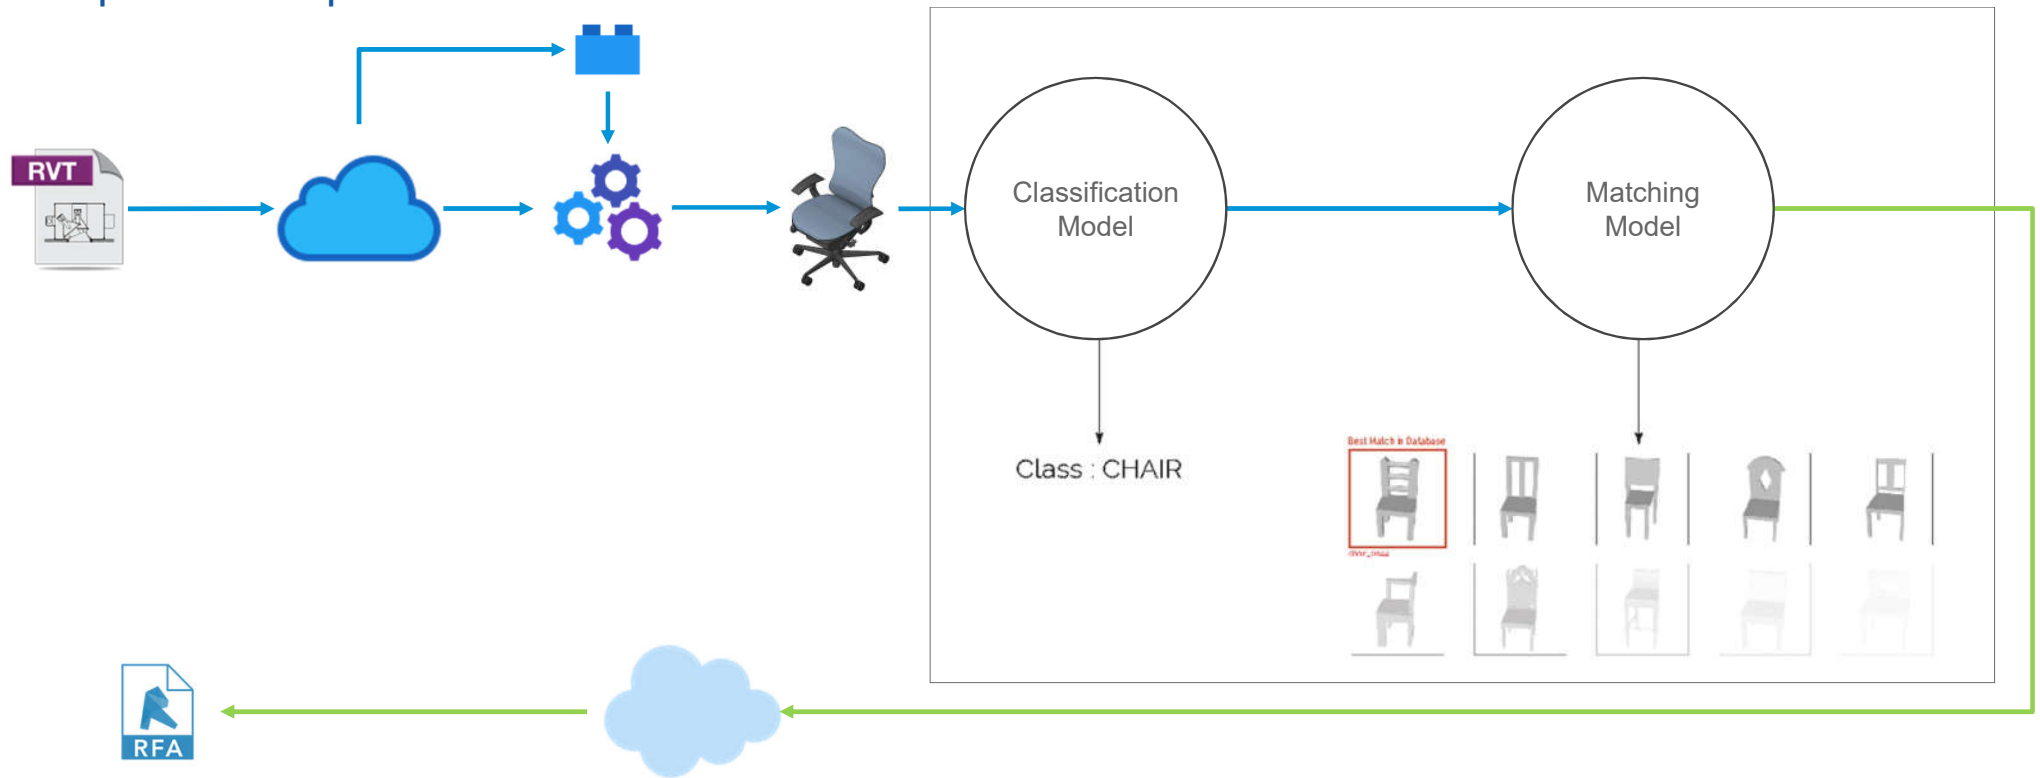 RVT
Classification
Model
Matching
Model
Class : CHAIR
Best Match in Database
RFA